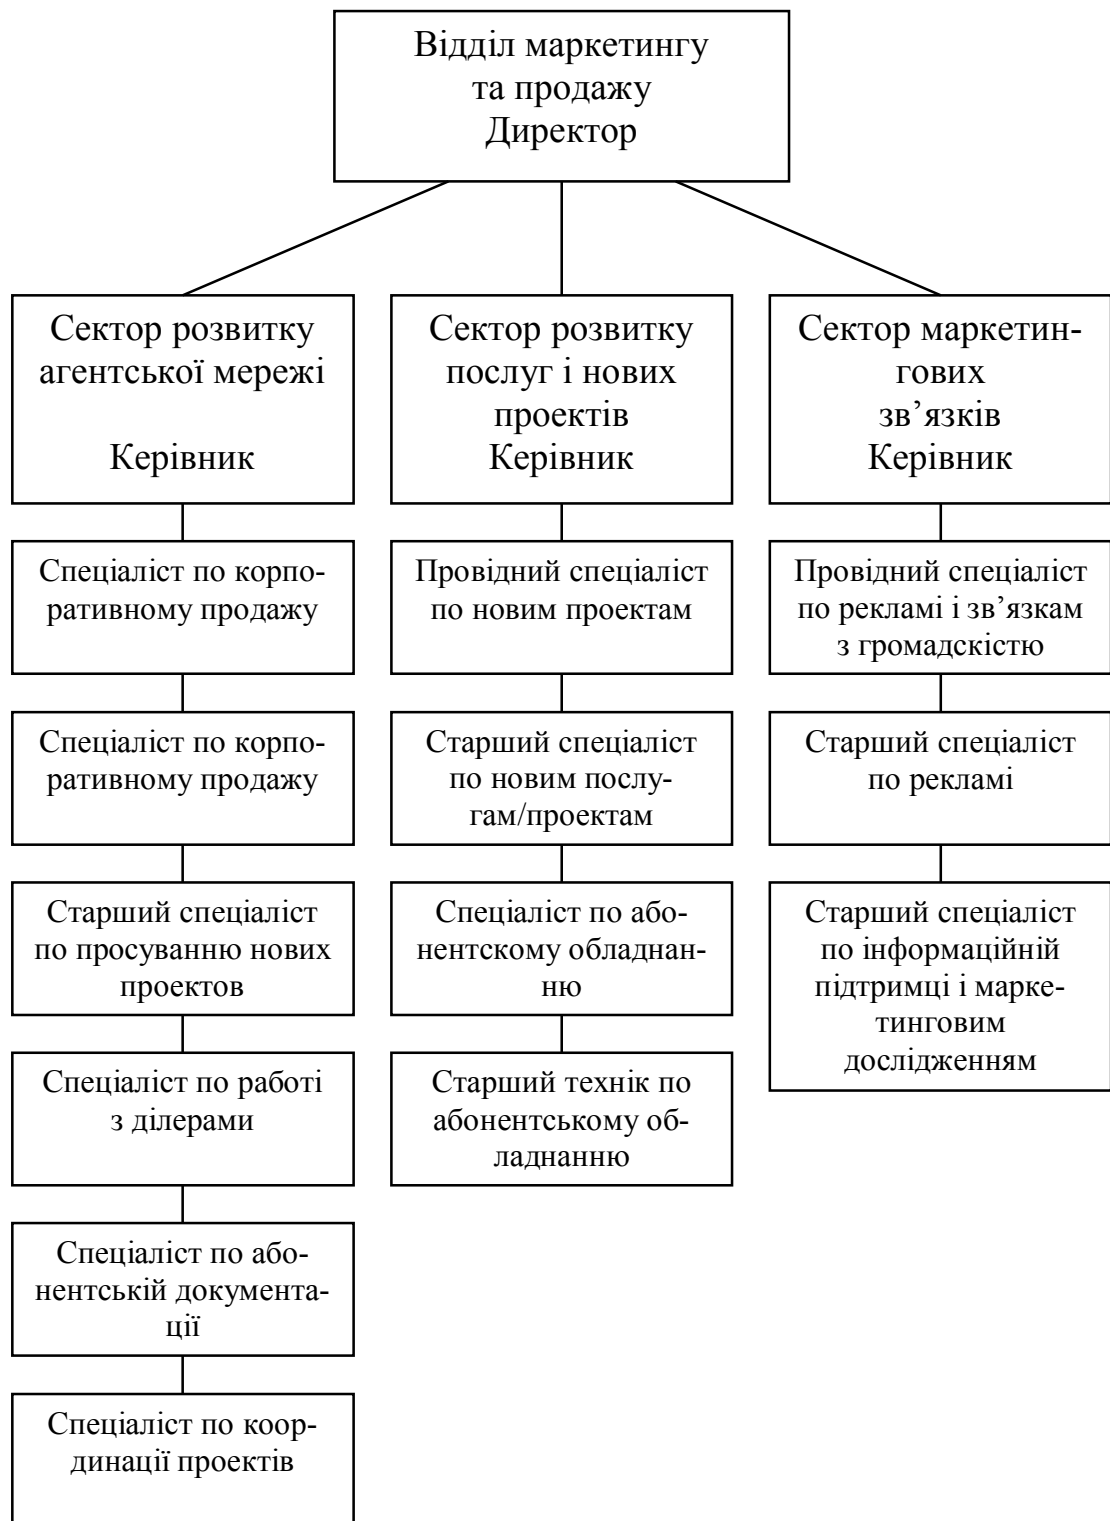 Відділ маркетингу
та продажу
Директор
Сектор розвитку
агентської мережі
Керівник
Сектор розвитку
послуг і нових
проектів
Керівник
Сектор маркетин-
гових
зв’язків
Керівник
Спеціаліст по корпо-
ративному продажу
Провідний спеціаліст
по новим проектам
Провідний спеціаліст
по рекламі і зв’язкам
з громадскістю
Спеціаліст по корпо-
ративному продажу
Старший спеціаліст
по новим послу-
гам/проектам
Старший спеціаліст
по рекламі
Старший спеціаліст
по просуванню нових
проектов
Спеціаліст по або-
нентскому обладнан-
ню
Старший спеціаліст
по інформаційній
підтримці і марке-
тинговим
дослідженням
Спеціаліст по работі
з ділерами
Старший технік по
абонентському об-
ладнанню
Спеціаліст по або-
нентській документа-
ції
Спеціаліст по коор-
динації проектів